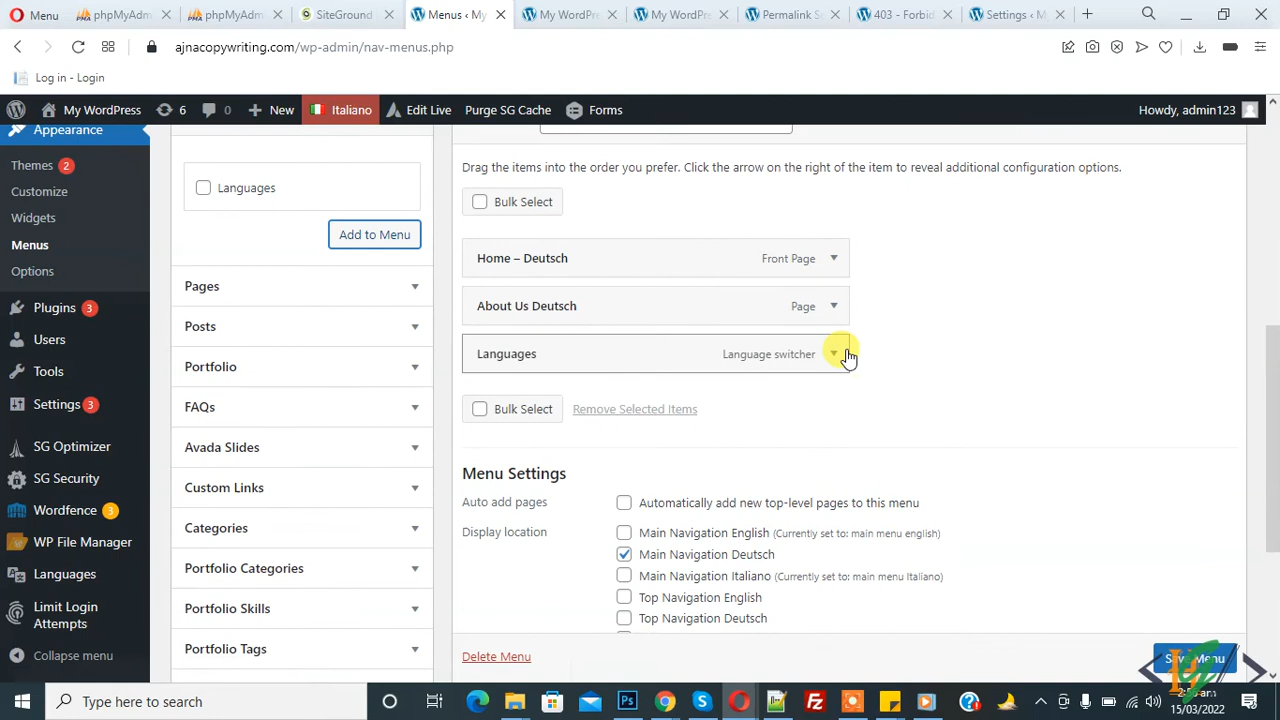 Menu
phpMyAdm
phpMyAdm
SiteGround
Menus ‹ My
My WordPre
My WordPre
Permalink S
403 - Forbid
Settings ‹ M
ajnacopywriting.com/wp-admin/nav-menus.php
Log in - Login
My WordPress
6
0
New
Italiano
Edit Live
Purge SG Cache
Forms
Howdy, admin123
Appearance
Themes 2
Customize
Widgets
Menus
Options
Plugins 3
Users
Tools
Settings 3
SG Optimizer
SG Security
Wordfence 3
WP File Manager
Languages
Limit Login
Attempts
Collapse menu
Languages
Add to Menu
Pages
Posts
Portfolio
FAQs
Avada Slides
Custom Links
Categories
Portfolio Categories
Portfolio Skills
Portfolio Tags
Drag the items into the order you prefer. Click the arrow on the right of the item to reveal additional configuration options.
Bulk Select
Home – Deutsch Front Page
About Us Deutsch Page
Languages Language switcher
Bulk Select Remove Selected Items
Menu Settings
Auto add pages Automatically add new top-level pages to this menu
Display location Main Navigation English (Currently set to: main menu english)
Main Navigation Deutsch
Main Navigation Italiano (Currently set to: main menu Italiano)
Top Navigation English
Top Navigation Deutsch
Delete Menu
Save Menu
Type here to search
15/03/2022